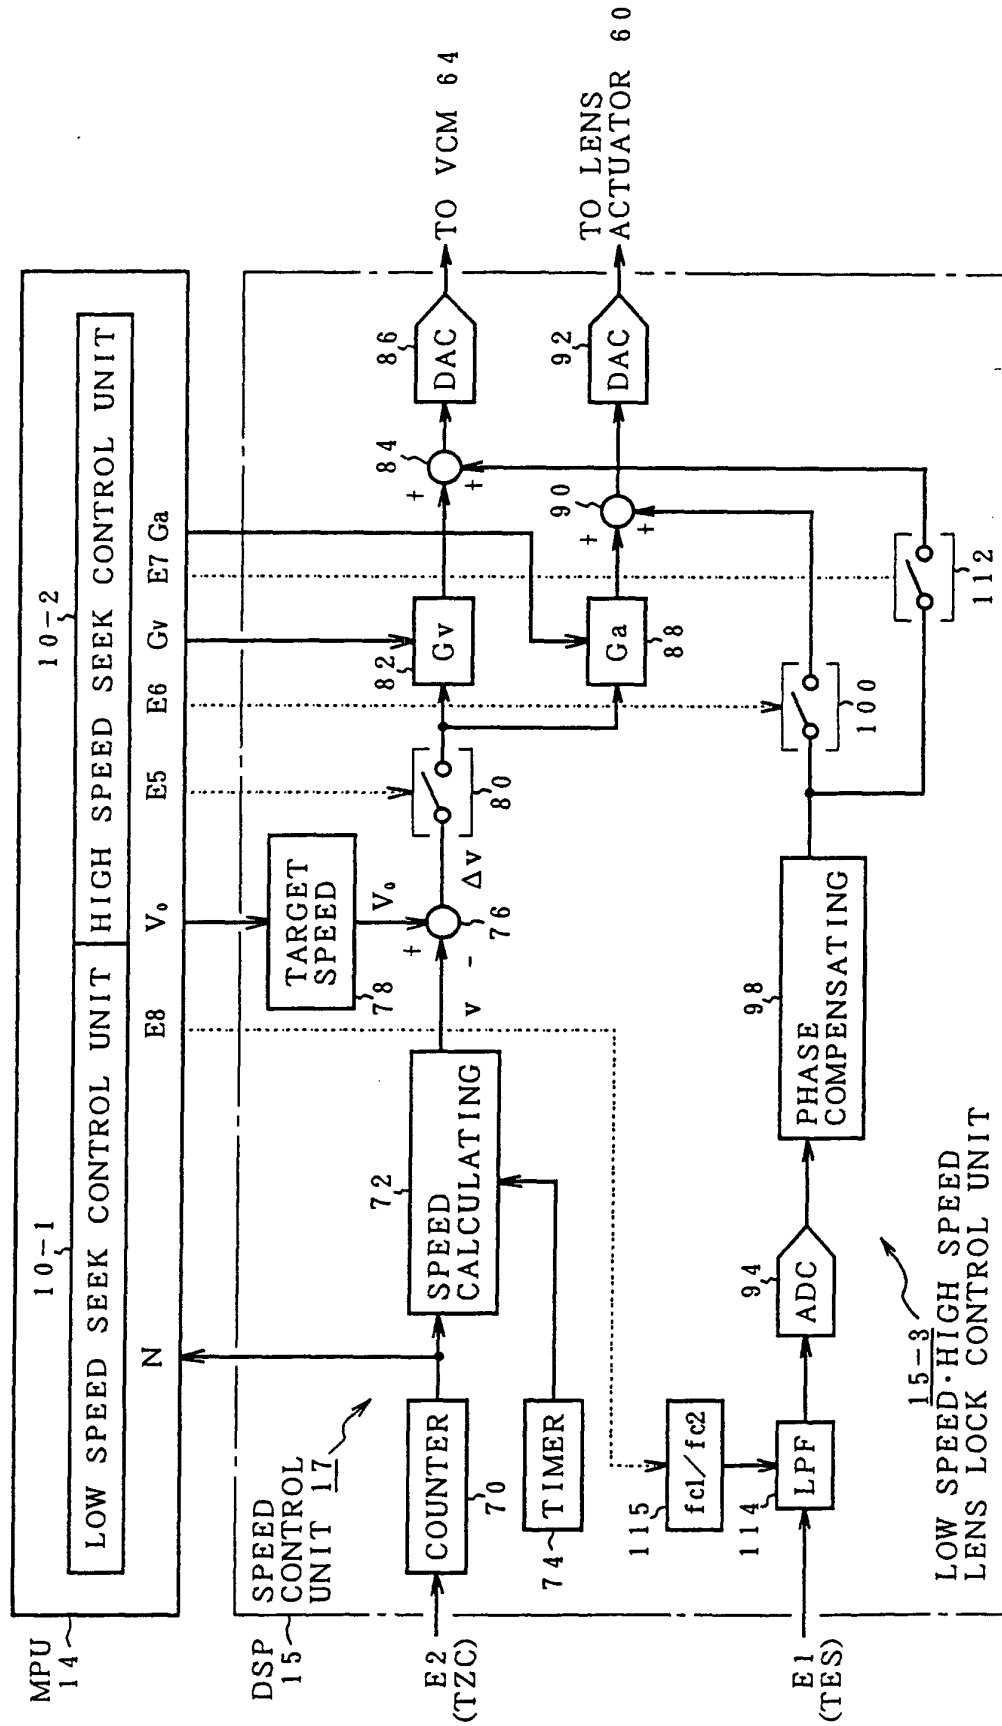 MPU
14
10-1
10-2
LOW SPEED SEEK CONTROL UNIT
HIGH SPEED SEEK CONTROL UNIT
N
E8
V₀
E5
E6
Gv
E7
Ga
DSP
15
SPEED
CONTROL
UNIT 17
TARGET
SPEED
78
V₀
E2
(TZC)
COUNTER
70
72
SPEED
CALCULATING
v
-
+
76
Δv
80
82
Gv
+
84
+
86
DAC
TO VCM 64
74
TIMER
Ga
88
+
90
+
92
DAC
TO LENS
ACTUATOR 60
115
fc1/fc2
E1
(TES)
114
LPF
94
ADC
98
PHASE
COMPENSATING
100
112
15-3
LOW SPEED·HIGH SPEED
LENS LOCK CONTROL UNIT